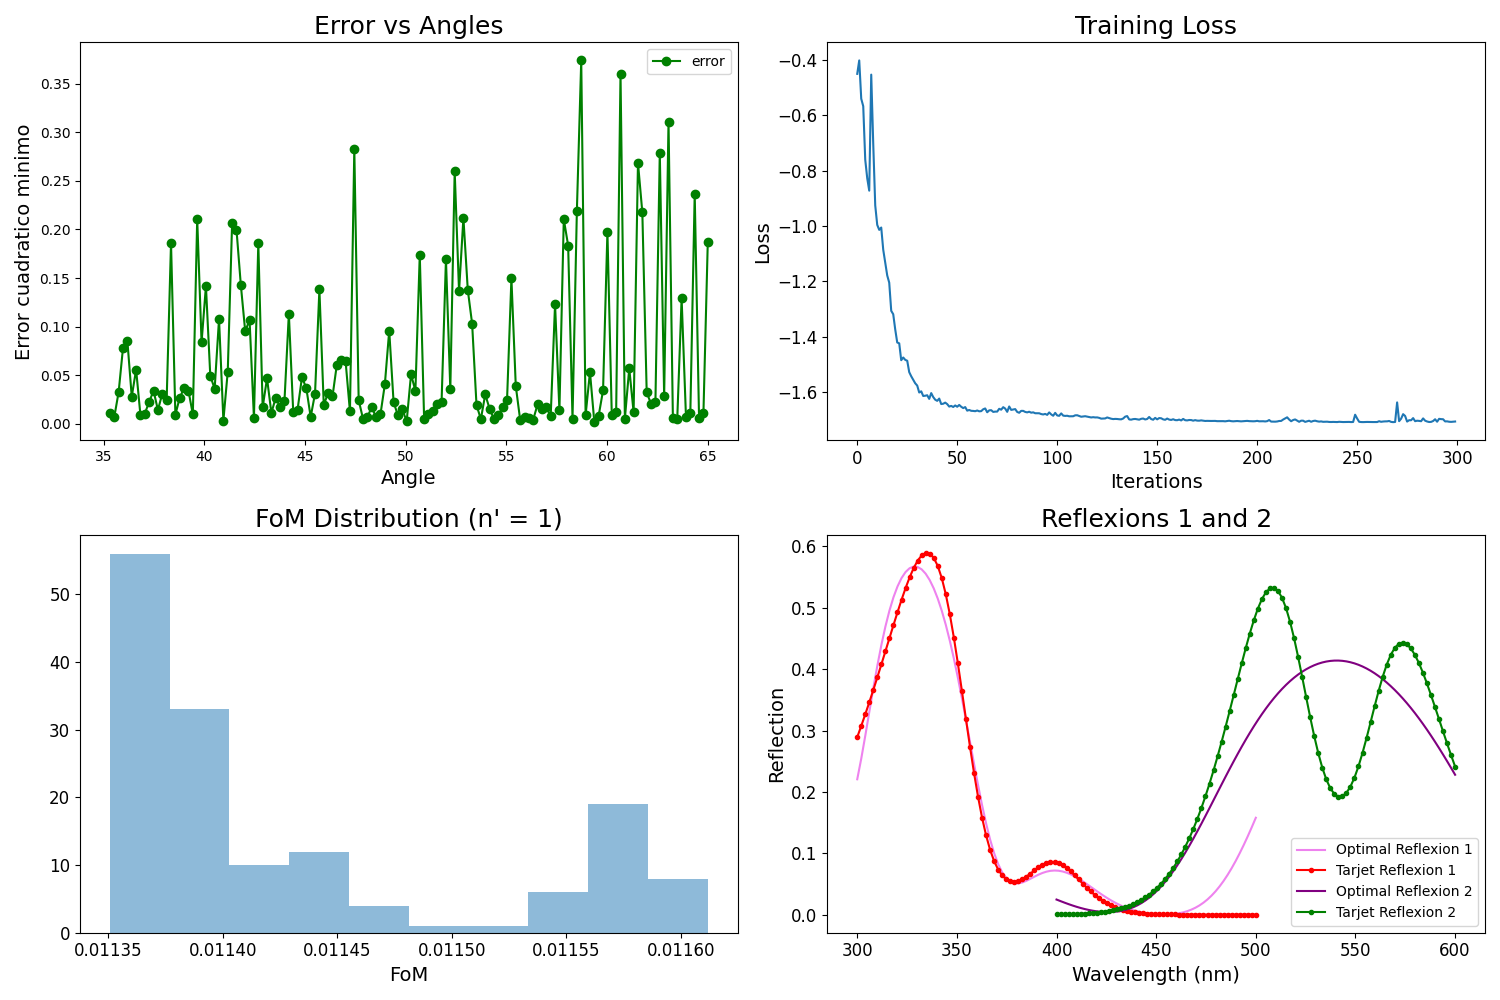 Error vs Angles
Error cuadratico minimo
0.35
0.30
0.25
0.20
0.15
0.10
0.05
0.00
error
35 40 45 50 55 60 65
Angle
Training Loss
Loss
−0.4
−0.6
−0.8
−1.0
−1.2
−1.4
−1.6
0 50 100 150 200 250 300
Iterations
FoM Distribution (n' = 1)
50
40
30
20
10
0
0.01135 0.01140 0.01145 0.01150 0.01155 0.01160
FoM
Reflexions 1 and 2
Reflection
0.6
0.5
0.4
0.3
0.2
0.1
0.0
Optimal Reflexion 1
Tarjet Reflexion 1
Optimal Reflexion 2
Tarjet Reflexion 2
300 350 400 450 500 550 600
Wavelength (nm)